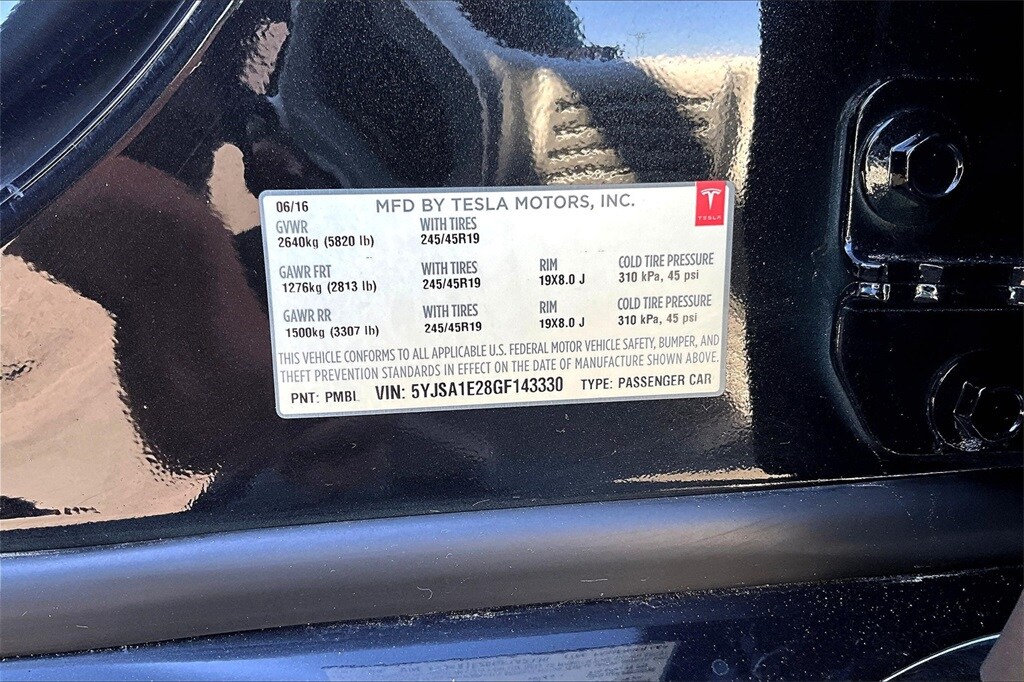 06/16 MFD BY TESLA MOTORS, INC.
TESLA
GVWR WITH TIRES
2640kg (5820 lb) 245/45R19
GAWR FRT WITH TIRES RIM COLD TIRE PRESSURE
1276kg (2813 lb) 245/45R19 19X8.0 J 310 kPa, 45 psi
GAWR RR WITH TIRES RIM COLD TIRE PRESSURE
1500kg (3307 lb) 245/45R19 19X8.0 J 310 kPa, 45 psi
THIS VEHICLE CONFORMS TO ALL APPLICABLE U.S. FEDERAL MOTOR VEHICLE SAFETY, BUMPER, AND
THEFT PREVENTION STANDARDS IN EFFECT ON THE DATE OF MANUFACTURE SHOWN ABOVE.
PNT: PMBL VIN: 5YJSA1E28GF143330 TYPE: PASSENGER CAR